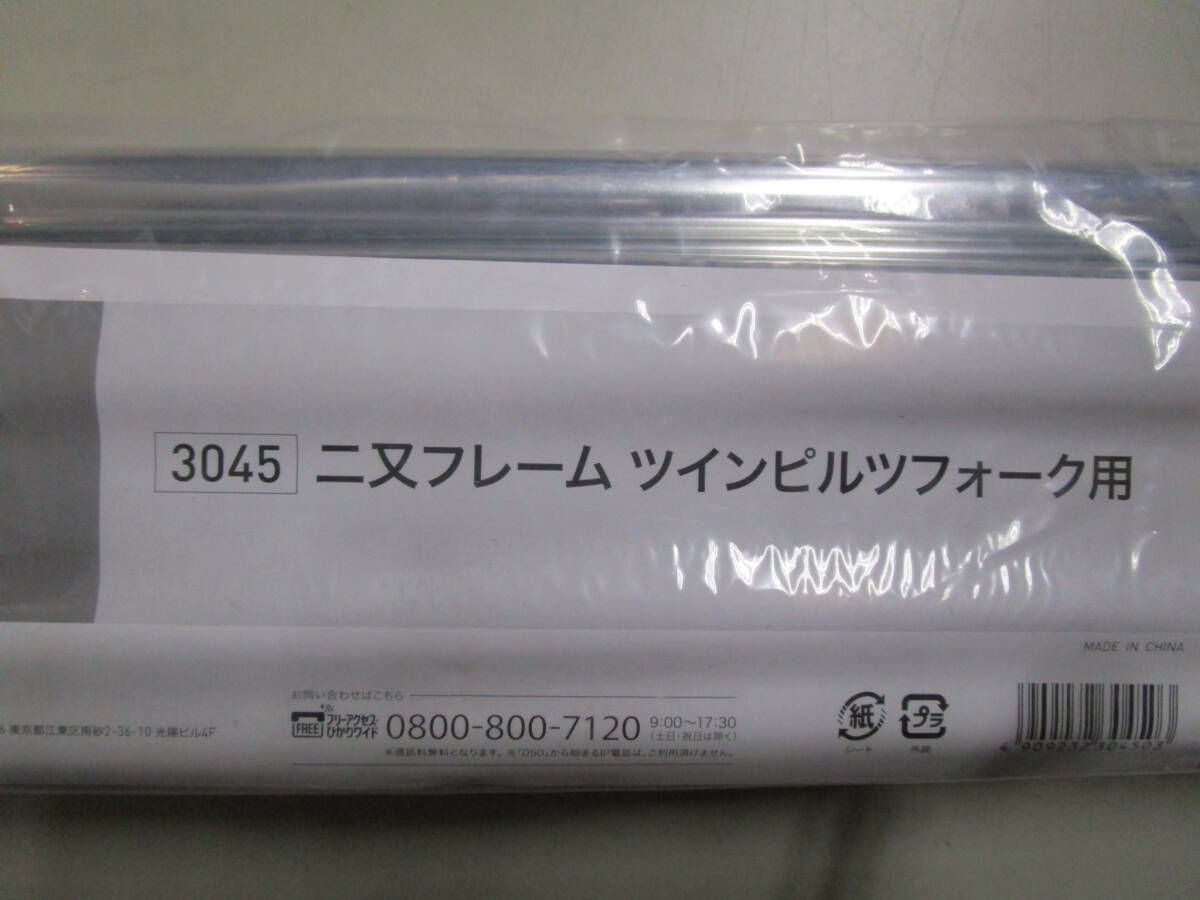 3045 二又フレーム ツインピルツフォーク用
MADE IN CHINA
お問い合わせはこちら
FREE フリーアクセス・ひかりワイド 0800-800-7120 9:00〜17:30 (土日・祝日は除く)
※通話料無料となります。※「050」から始まるIP電話は、ご利用頂けません。
6 東京都江東区南砂2-36-10 光陽ビル4F
紙 シート
プラ 外袋
4 909232 304503